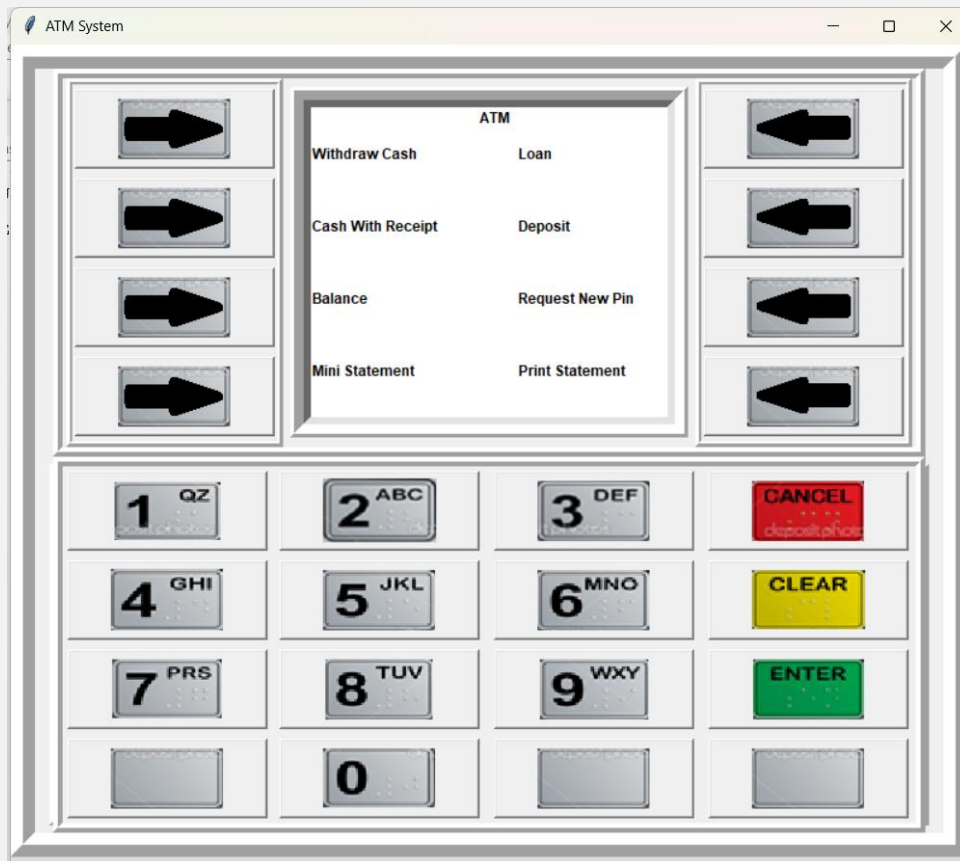 ATM System
ATM
Withdraw Cash Loan
Cash With Receipt Deposit
Balance Request New Pin
Mini Statement Print Statement
1 QZ 2 ABC 3 DEF CANCEL
depositphotos
4 GHI 5 JKL 6 MNO CLEAR
7 PRS 8 TUV 9 WXY ENTER
0